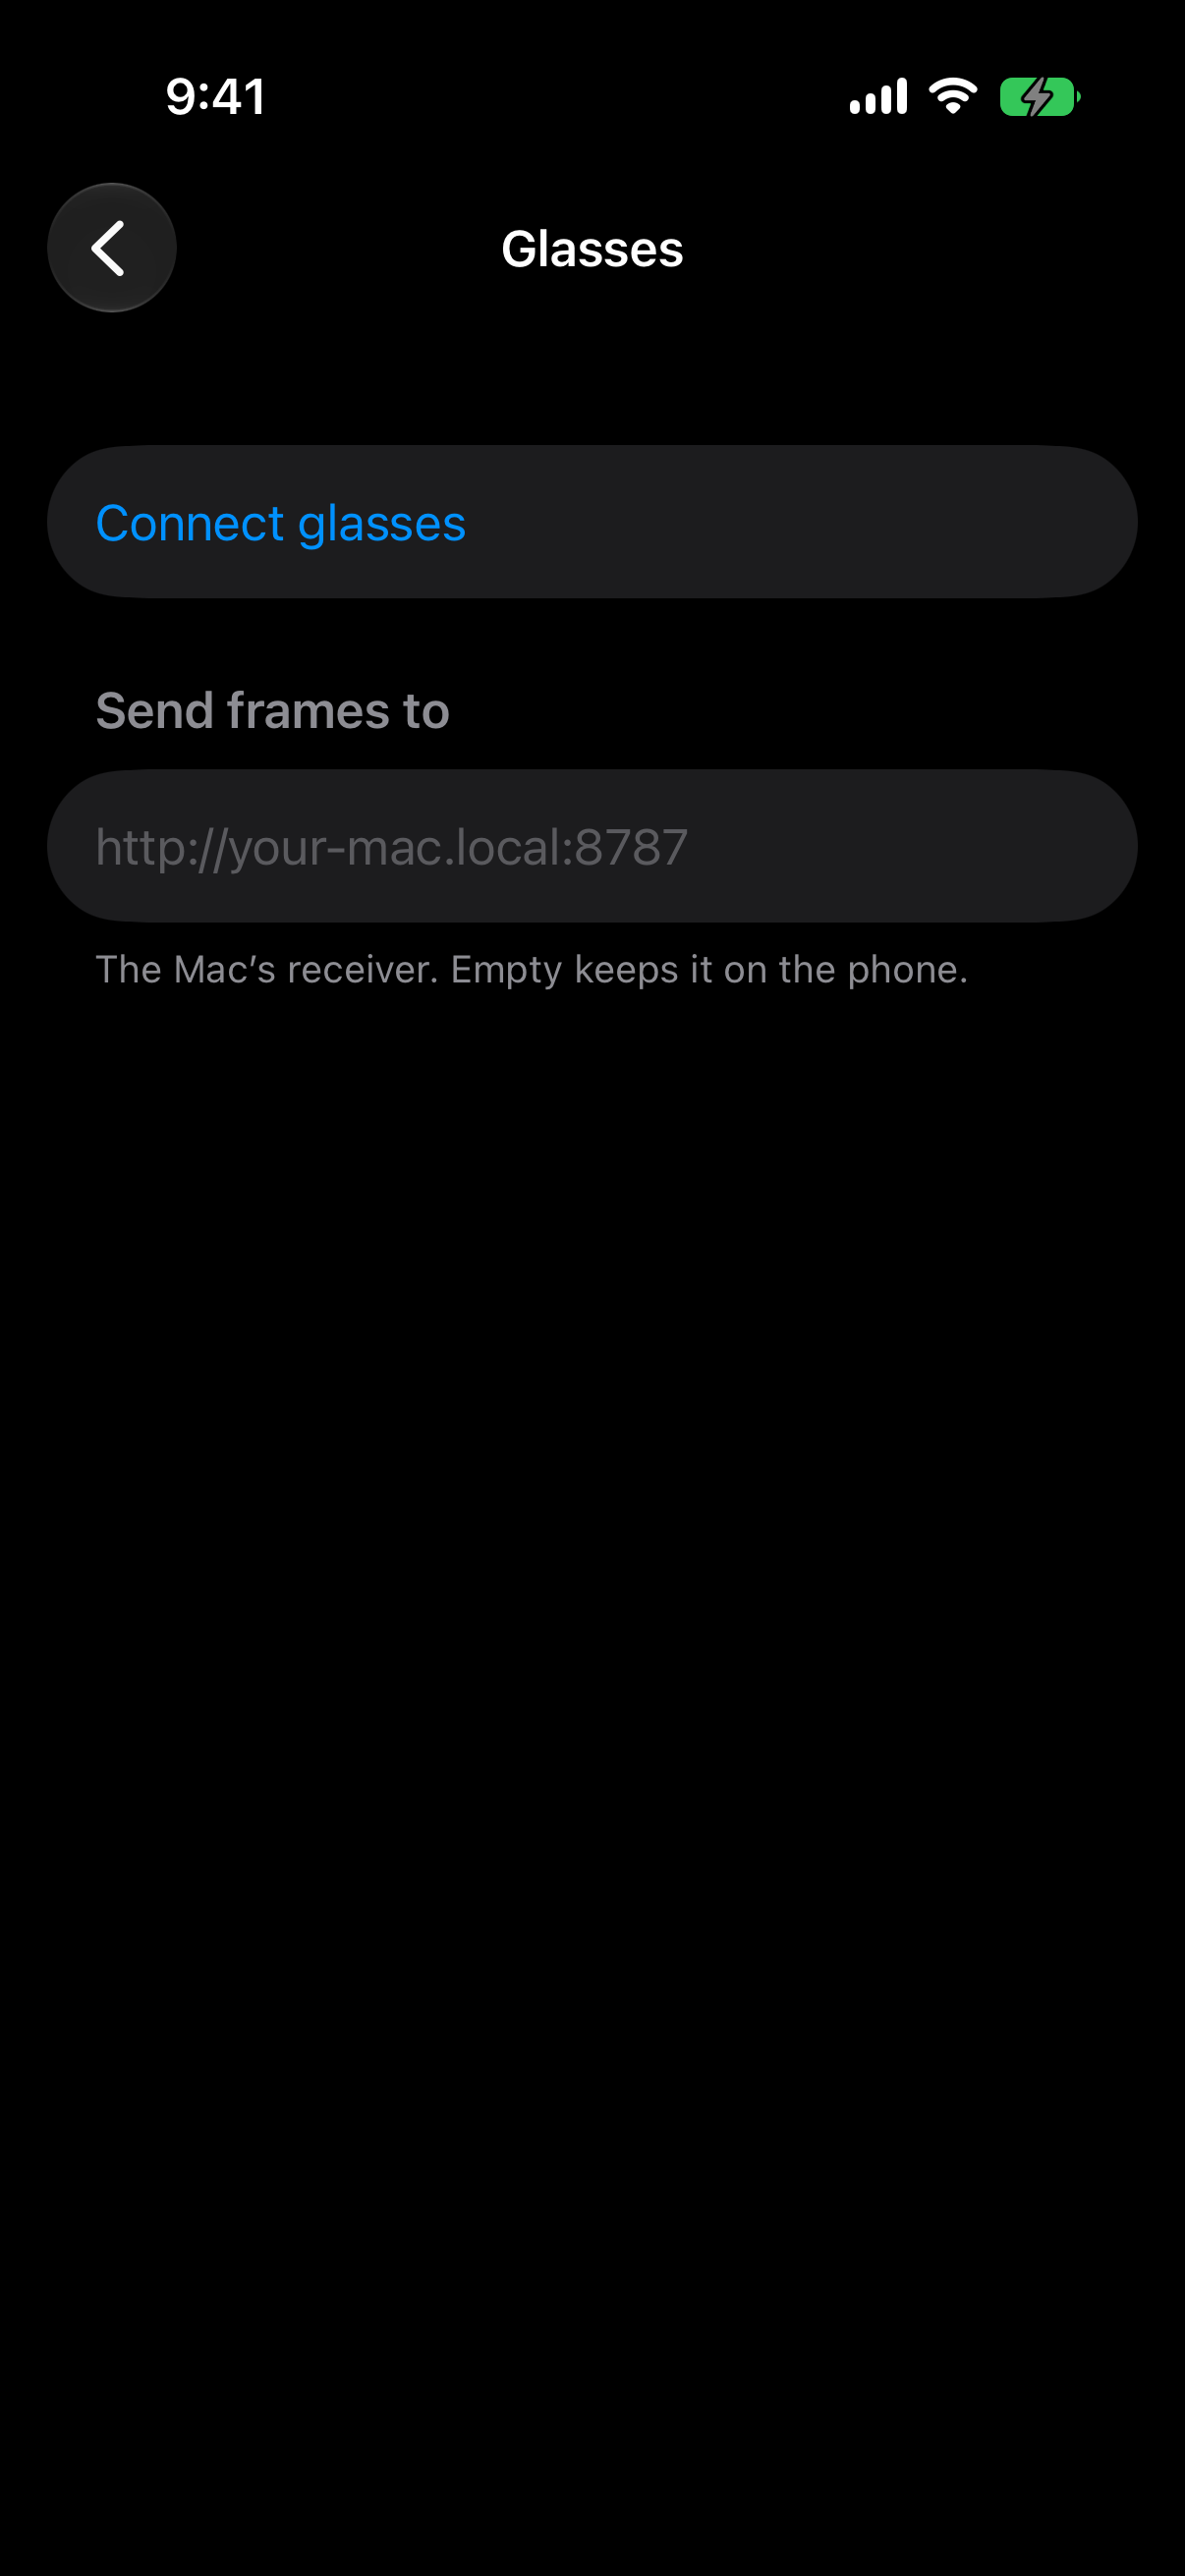 9:41
Glasses
Connect glasses
Send frames to
http://your-mac.local:8787
The Mac’s receiver. Empty keeps it on the phone.